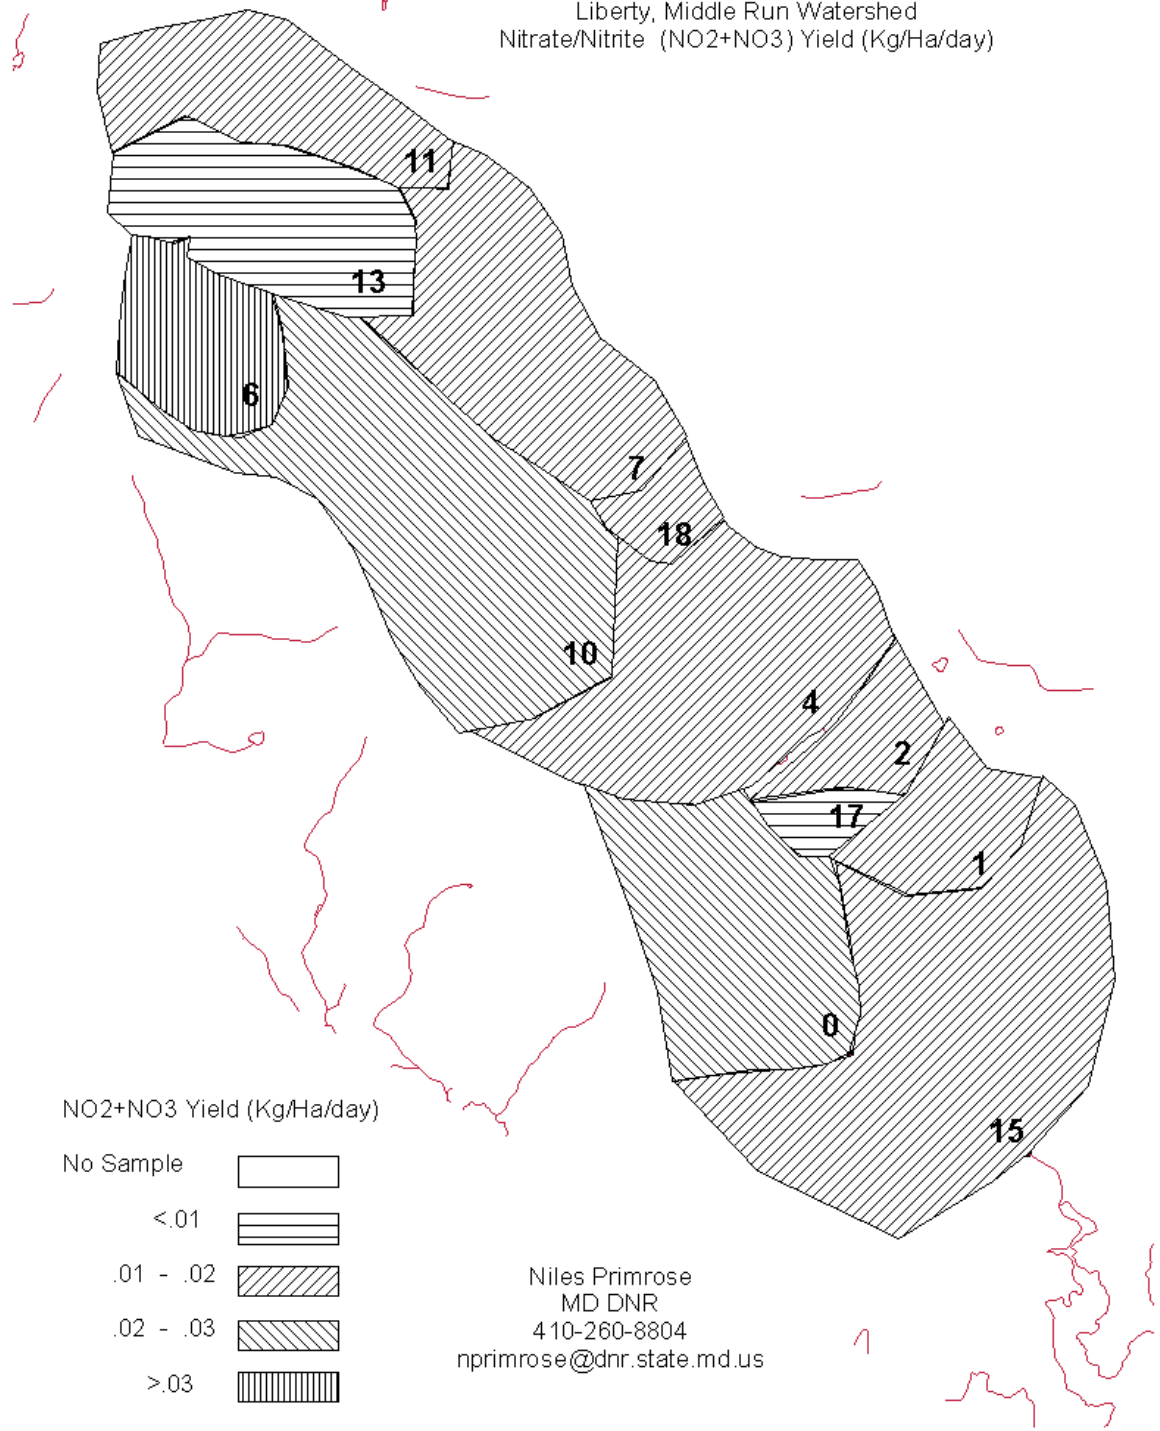 Liberty, Middle Run Watershed
Nitrate/Nitrite (NO2+NO3) Yield (Kg/Ha/day)
11
13
6
7
18
10
4
2
17
1
0
15
NO2+NO3 Yield (Kg/Ha/day)
No Sample
<.01
.01 - .02
.02 - .03
>.03
Niles Primrose
MD DNR
410-260-8804
nprimrose@dnr.state.md.us